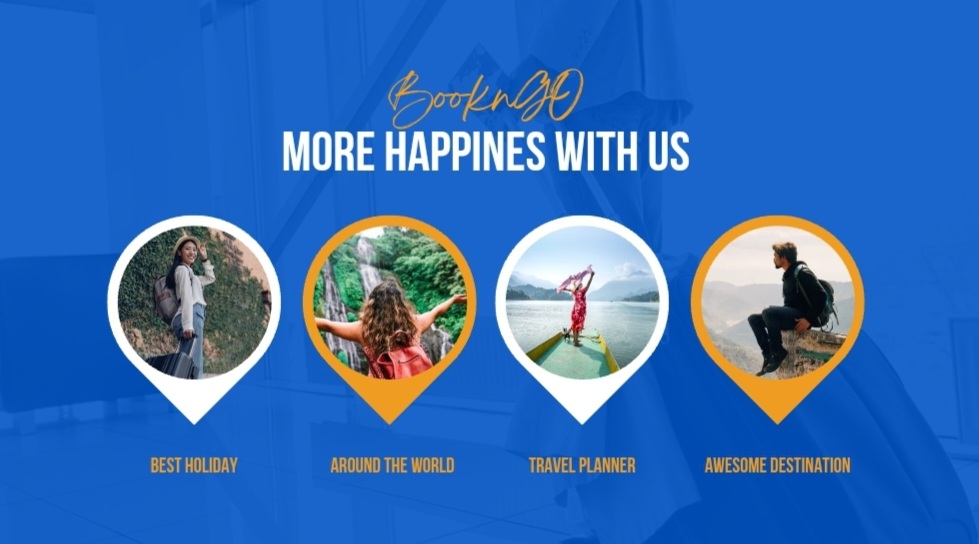 BooknGO
MORE HAPPINES WITH US
BEST HOLIDAY
AROUND THE WORLD
TRAVEL PLANNER
AWESOME DESTINATION